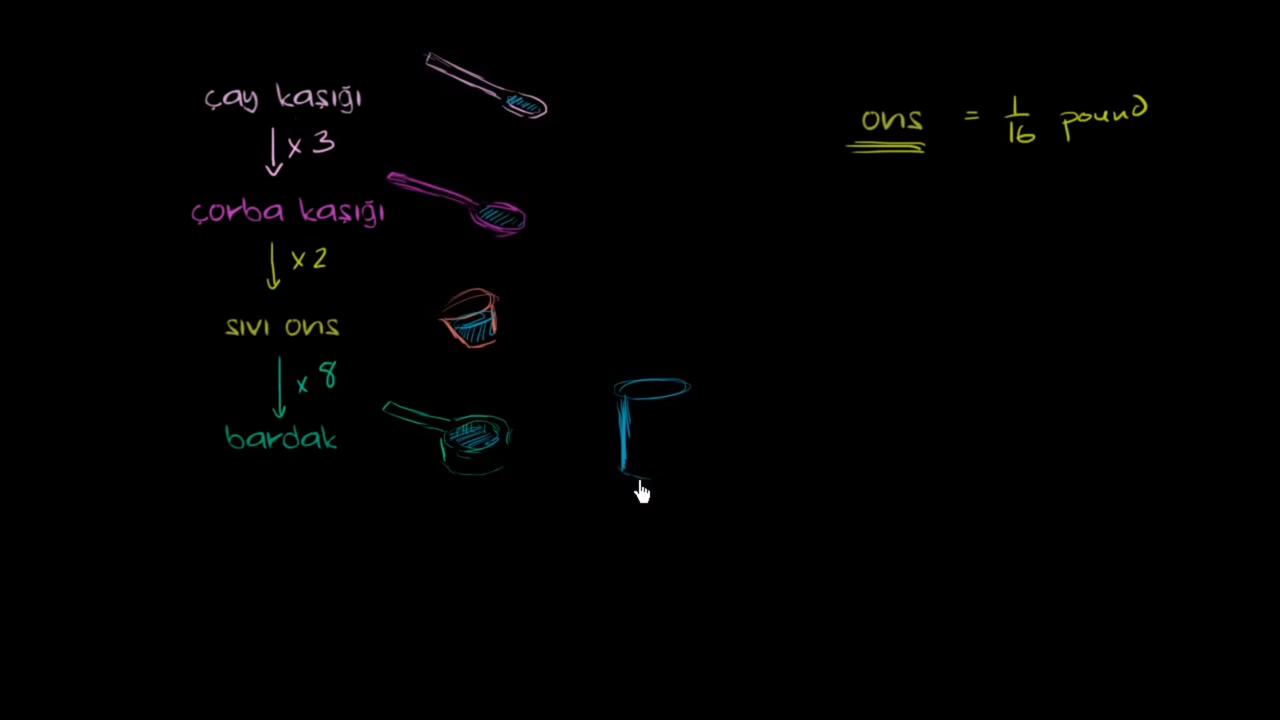 çay kaşığı
x 3
çorba kaşığı
x 2
sıvı ons
x 8
bardak
ons = 1/16 pound